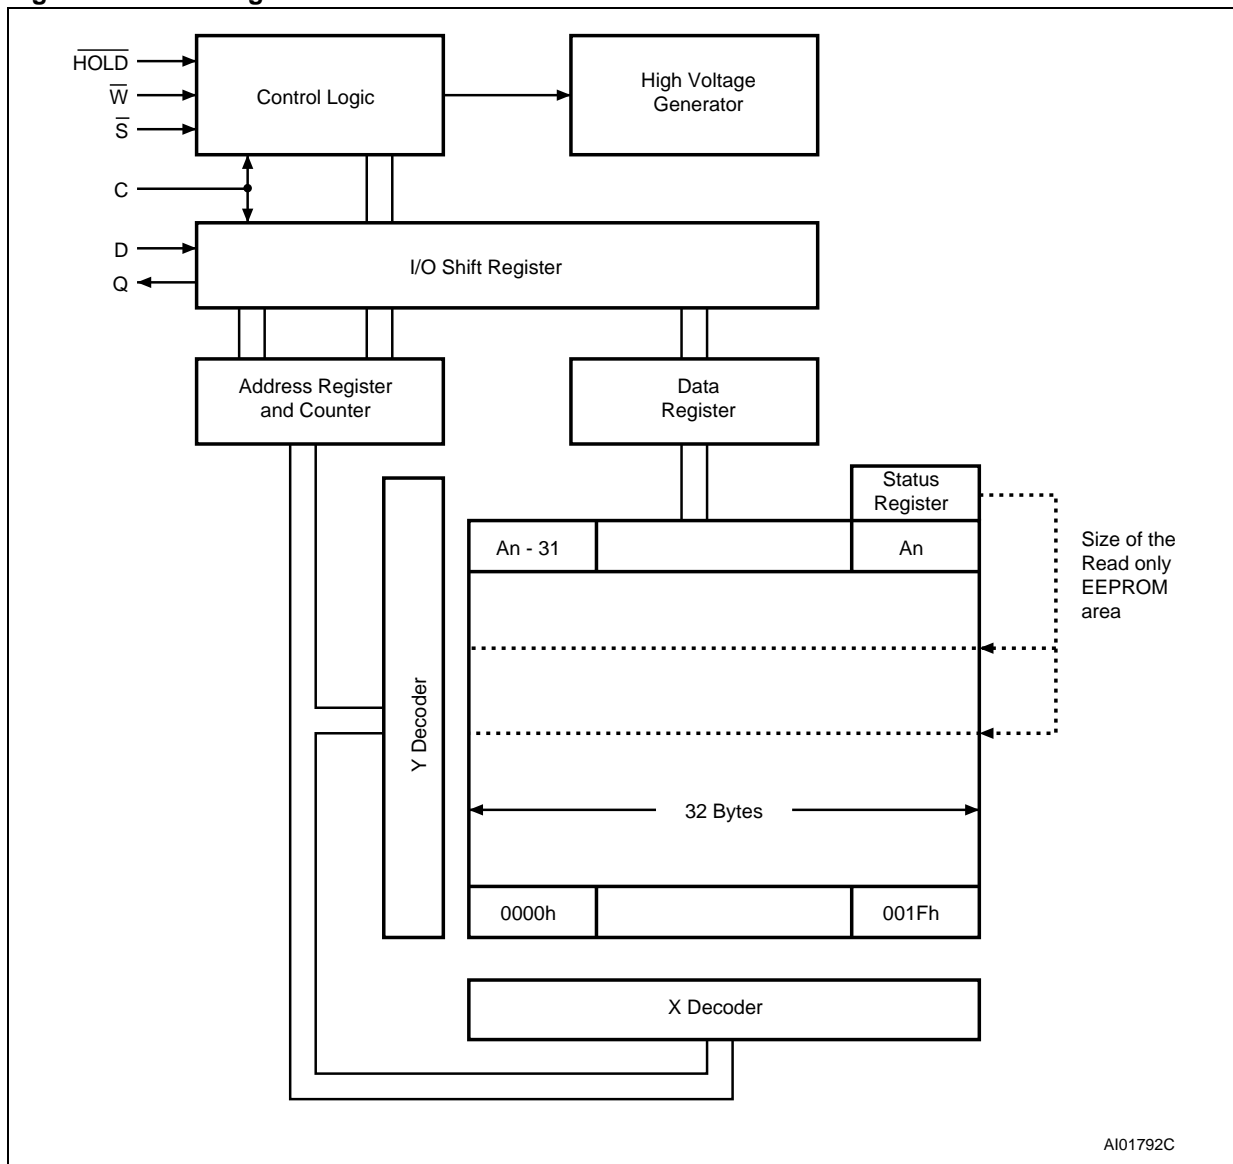 HOLD
W
S
C
D
Q
Control Logic
High Voltage
Generator
I/O Shift Register
Address Register
and Counter
Data
Register
Status
Register
An - 31
An
Size of the
Read only
EEPROM
area
Y Decoder
32 Bytes
0000h
001Fh
X Decoder
AI01792C